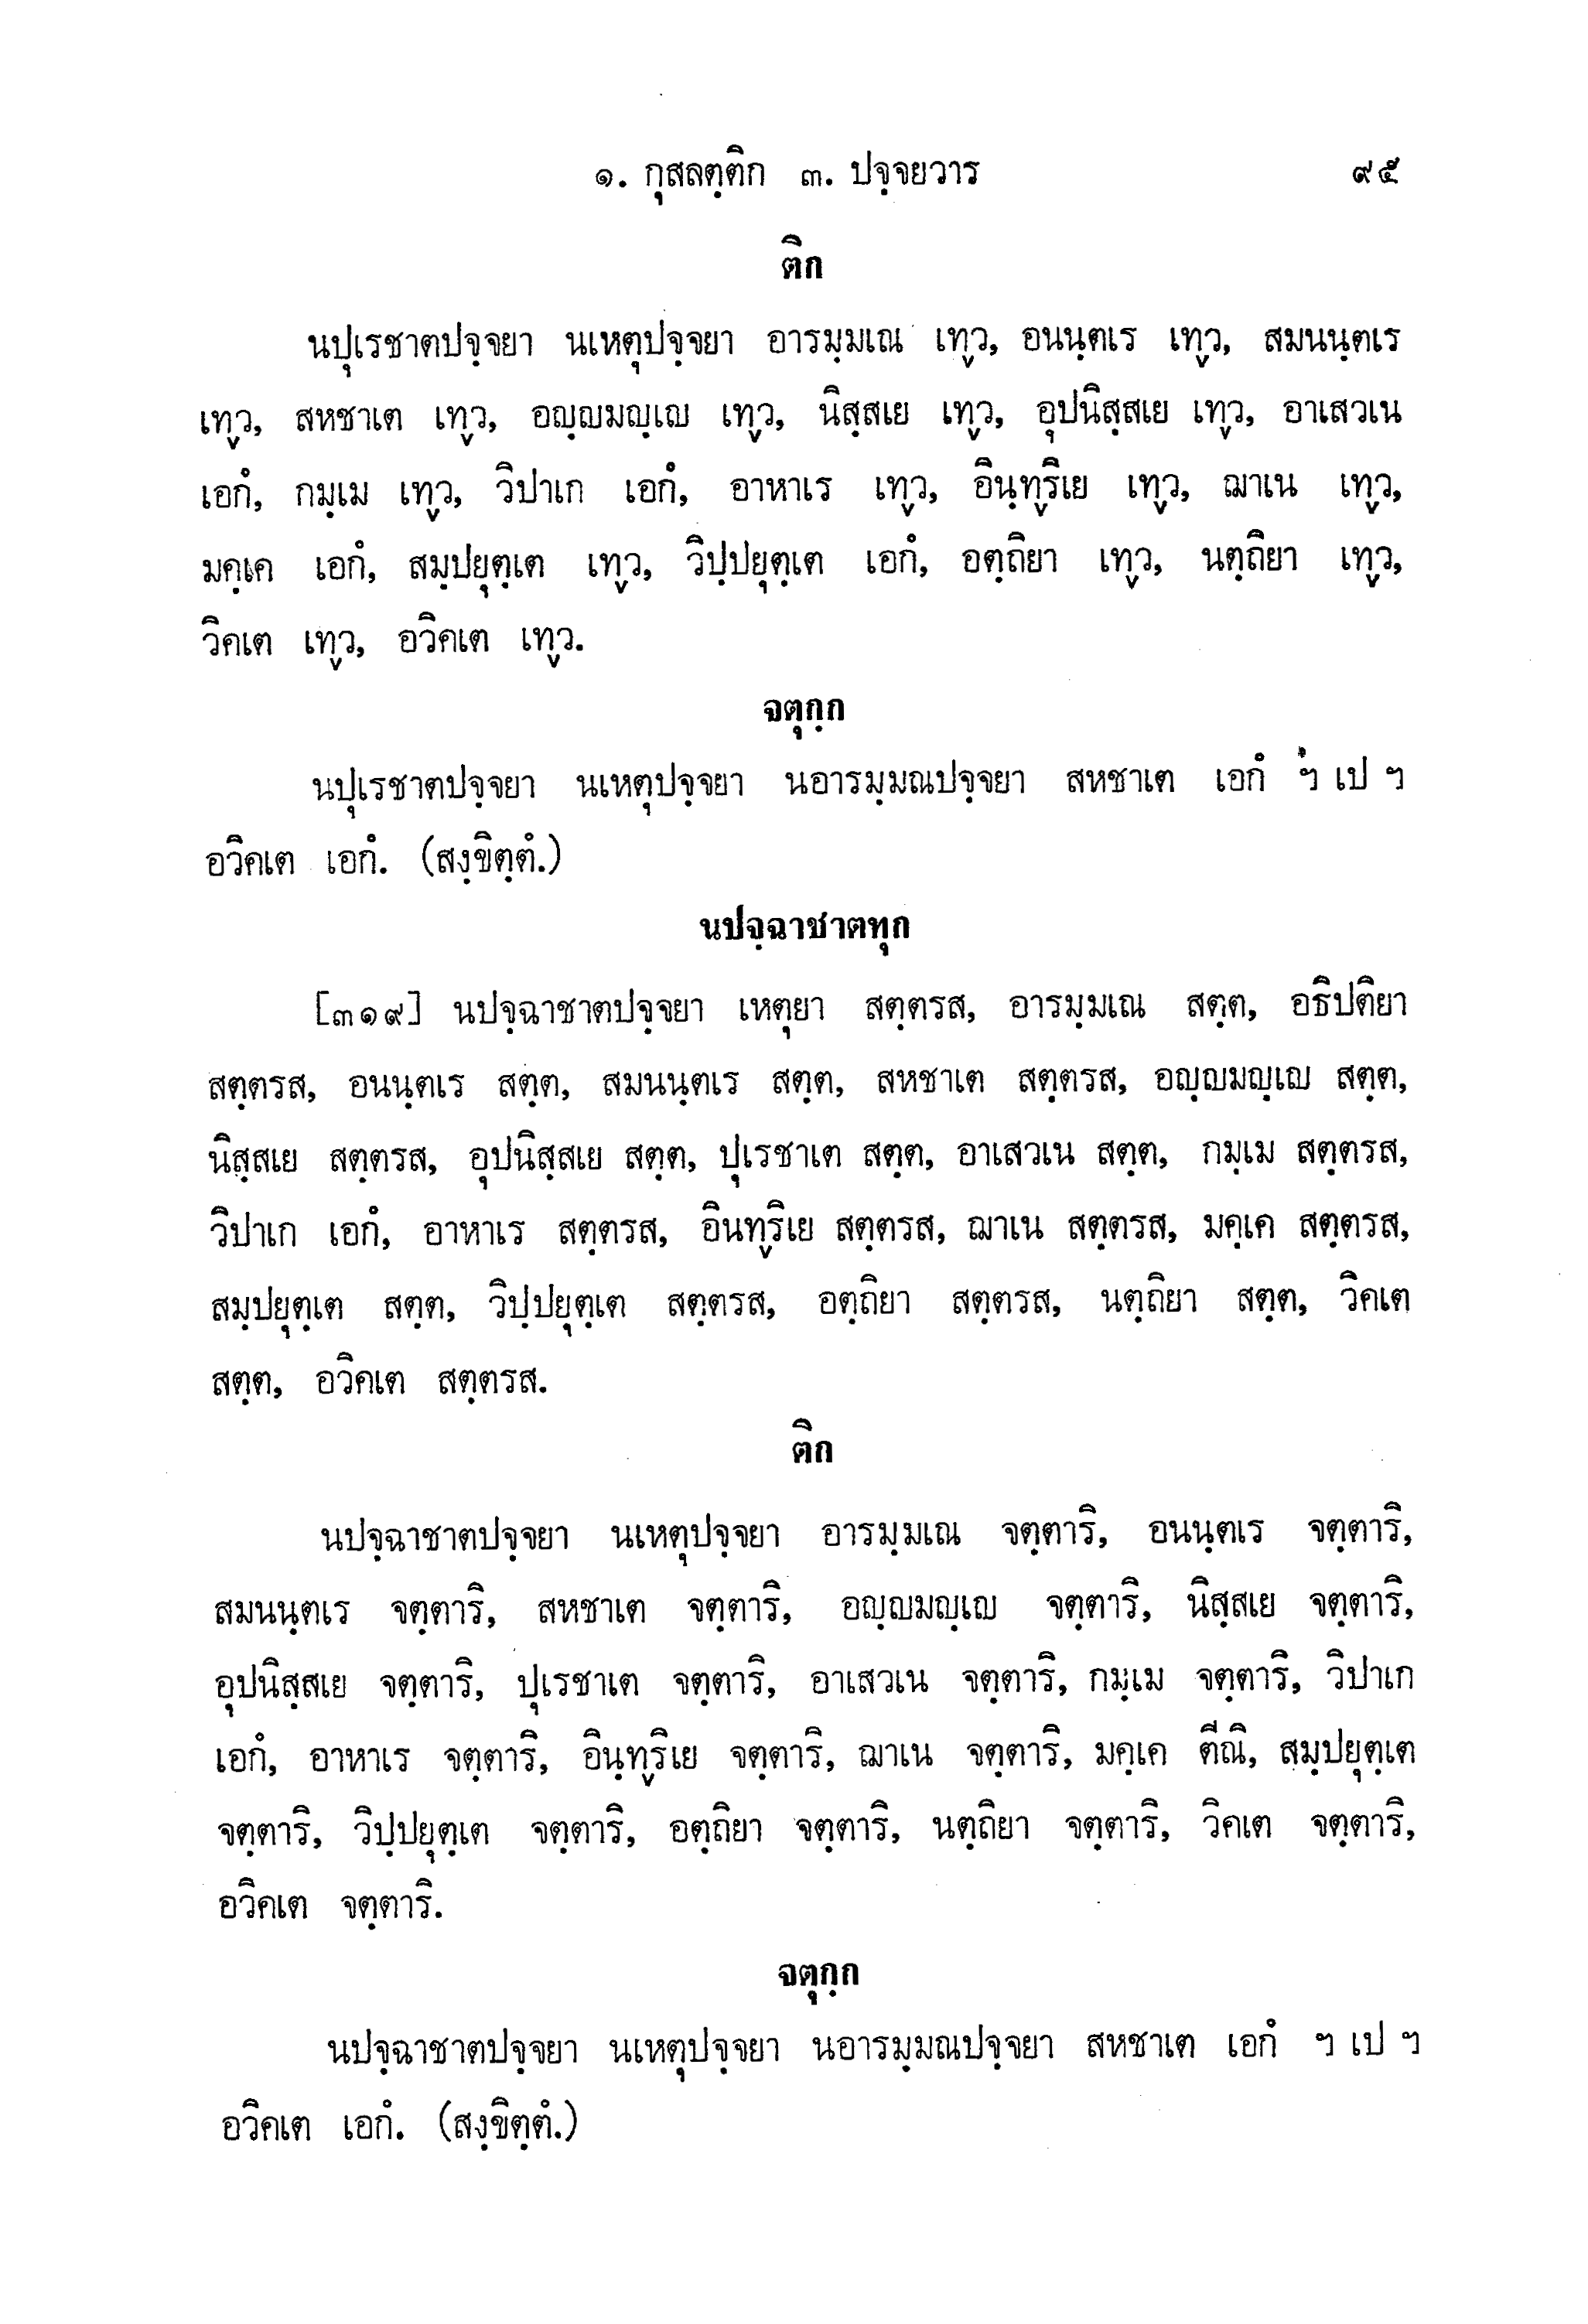 ๑. กุสลตฺติก ๓. ปจฺจยวาร ๙๕
ติก
นปุเรชาตปจฺจยา นเหตุปจฺจยา อารมฺมเณ เทฺว, อนนฺตเร เทฺว, สมนนฺตเร
เทฺว, สหชาเต เทฺว, อญฺญมญฺเญ เทฺว, นิสฺสเย เทฺว, อุปนิสฺสเย เทฺว, อาเสวเน
เอกํ, กมฺเม เทฺว, วิปาเก เอกํ, อาหาเร เทฺว, อินฺทฺริเย เทฺว, ฌาเน เทฺว,
มคฺเค เอกํ, สมฺปยุตฺเต เทฺว, วิปฺปยุตฺเต เอกํ, อตฺถิยา เทฺว, นตฺถิยา เทฺว,
วิคเต เทฺว, อวิคเต เทฺว.
จตุกฺก
นปุเรชาตปจฺจยา นเหตุปจฺจยา นอารมฺมณปจฺจยา สหชาเต เอกํ ฯ เป ฯ
อวิคเต เอกํ. (สงฺขิตฺตํ.)
นปจฺฉาชาตทุก
[๓๑๙] นปจฺฉาชาตปจฺจยา เหตุยา สตฺตรส, อารมฺมเณ สตฺต, อธิปติยา
สตฺตรส, อนนฺตเร สตฺต, สมนนฺตเร สตฺต, สหชาเต สตฺตรส, อญฺญมญฺเญ สตฺต,
นิสฺสเย สตฺตรส, อุปนิสฺสเย สตฺต, ปุเรชาเต สตฺต, อาเสวเน สตฺต, กมฺเม สตฺตรส,
วิปาเก เอกํ, อาหาเร สตฺตรส, อินทฺริเย สตฺตรส, ฌาเน สตฺตรส, มคฺเค สตฺตรส,
สมฺปยุตฺเต สตฺต, วิปฺปยุตฺเต สตฺตรส, อตฺถิยา สตฺตรส, นตฺถิยา สตฺต, วิคเต
สตฺต, อวิคเต สตฺตรส.
ติก
นปจฺฉาชาตปจฺจยา นเหตุปจฺจยา อารมฺมเณ จตฺตาริ, อนนฺตเร จตฺตาริ,
สมนนฺตเร จตฺตาริ, สหชาเต จตฺตาริ, อญฺญมญฺเญ จตฺตาริ, นิสฺสเย จตฺตาริ,
อุปนิสฺสเย จตฺตาริ, ปุเรชาเต จตฺตาริ, อาเสวเน จตฺตาริ, กมฺเม จตฺตาริ, วิปาเก
เอกํ, อาหาเร จตฺตาริ, อินฺทฺริเย จตฺตาริ, ฌาเน จตฺตาริ, มคฺเค ตีณิ, สมฺปยุตฺเต
จตฺตาริ, วิปฺปยุตฺเต จตฺตาริ, อตฺถิยา จตฺตาริ, นตฺถิยา จตฺตาริ, วิคเต จตฺตาริ,
อวิคเต จตฺตาริ.
จตุกฺก
นปจฺฉาชาตปจฺจยา นเหตุปจฺจยา นอารมฺมณปจฺจยา สหชาเต เอกํ ฯ เป ฯ
อวิคเต เอกํ. (สงฺขิตฺตํ.)